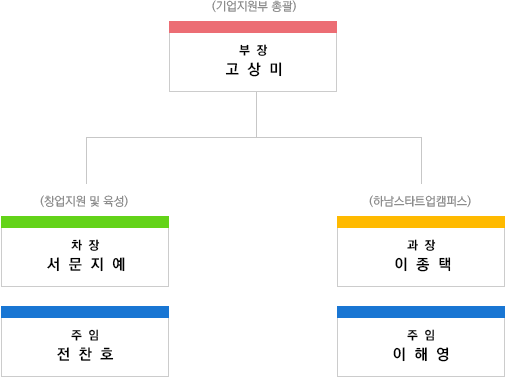 (기업지원부 총괄)
부 장
고 상 미
(창업지원 및 육성)
(하남스타트업캠퍼스)
차 장
서 문 지 예
과 장
이 종 택
주 임
전 찬 호
주 임
이 해 영